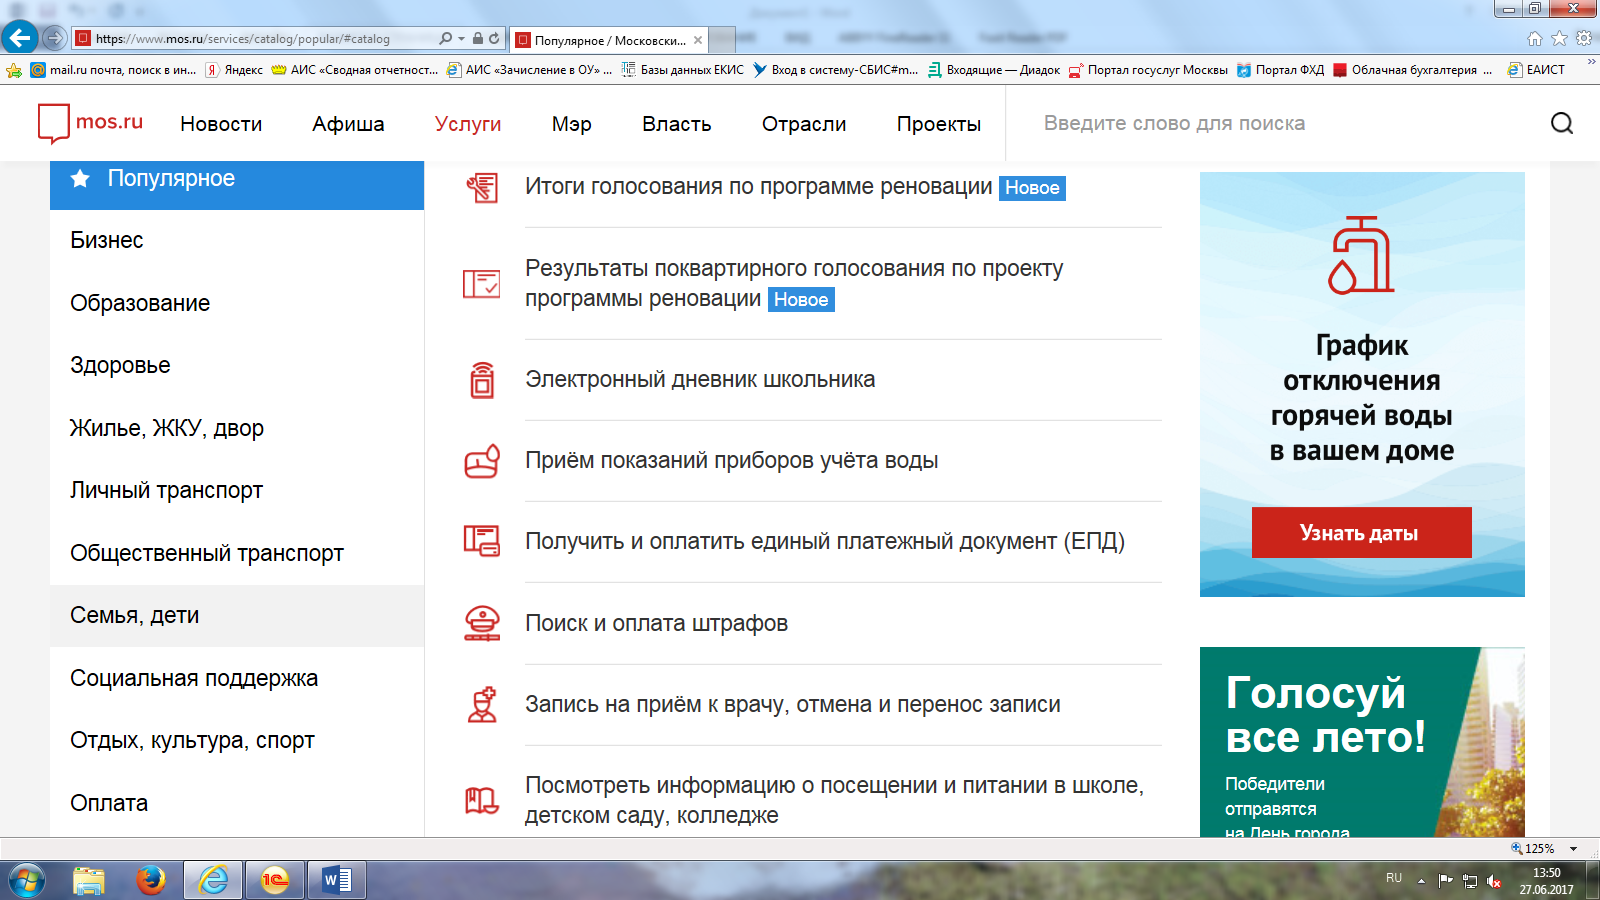 https://www.mos.ru/services/catalog/popular/#catalog
Популярное / Московски...
mail.ru почта, поиск в ин...
Яндекс
АИС «Сводная отчетност...
АИС «Зачисление в ОУ» ...
Базы данных ЕКИС
Вход в систему-СБИС#m...
Входящие — Диадок
Портал госуслуг Москвы
Портал ФХД
Облачная бухгалтерия ...
ЕАИСТ
mos.ru
Новости
Афиша
Услуги
Мэр
Власть
Отрасли
Проекты
Введите слово для поиска
Популярное
Бизнес
Образование
Здоровье
Жилье, ЖКУ, двор
Личный транспорт
Общественный транспорт
Семья, дети
Социальная поддержка
Отдых, культура, спорт
Оплата
Итоги голосования по программе реновации Новое
Результаты поквартирного голосования по проекту
программы реновации Новое
Электронный дневник школьника
Приём показаний приборов учёта воды
Получить и оплатить единый платежный документ (ЕПД)
Поиск и оплата штрафов
Запись на приём к врачу, отмена и перенос записи
Посмотреть информацию о посещении и питании в школе,
детском саду, колледже
График
отключения
горячей воды
в вашем доме
Узнать даты
Голосуй
все лето!
Победители
отправятся
на День города
125%
RU
13:50
27.06.2017